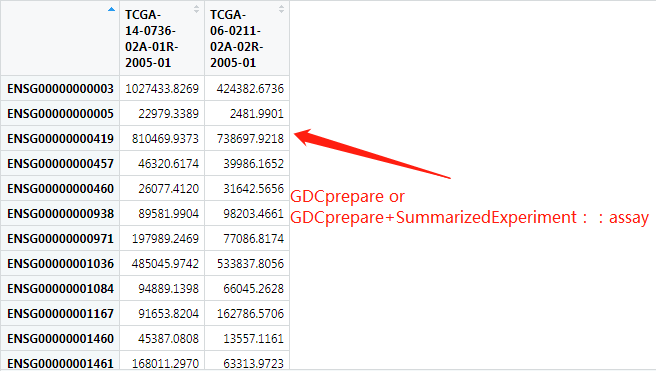 TCGA-14-0736-02A-01R-2005-01 TCGA-06-0211-02A-02R-2005-01
ENSG00000000003 1027433.8269 424382.6736
ENSG00000000005 22979.3389 2481.9901
ENSG00000000419 810469.9373 738697.9218
ENSG00000000457 46320.6174 39986.1652
ENSG00000000460 26077.4120 31642.5656
ENSG00000000938 89581.9904 98203.4661
ENSG00000000971 197989.2469 77086.8174
ENSG00000001036 485045.9742 533837.8056
ENSG00000001084 94889.1398 66045.2628
ENSG00000001167 91653.8204 162786.5706
ENSG00000001460 45387.0808 13557.1161
ENSG00000001461 168011.2970 63313.9723
GDCprepare or
GDCprepare+SummarizedExperiment：：assay